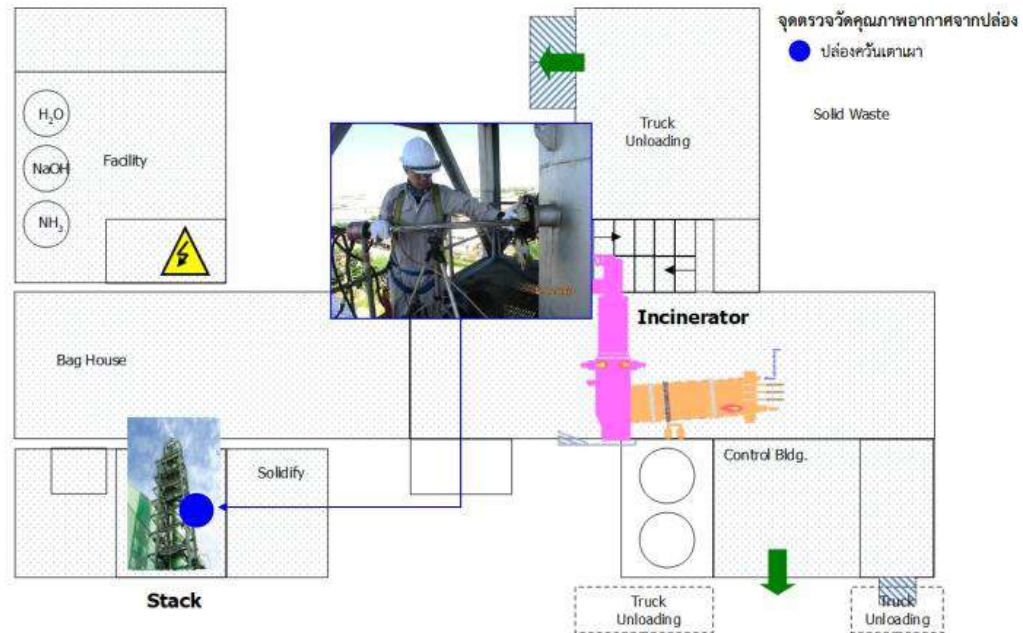 จุดตรวจวัดคุณภาพอากาศจากปล่อง
ปล่องควันเตาเผา
Solid Waste
Truck
Unloading
H₂O
NaOH
NH₃
Facility
Incinerator
Bag House
Solidify
Control Bldg.
Stack
Truck
Unloading
Truck
Unloading